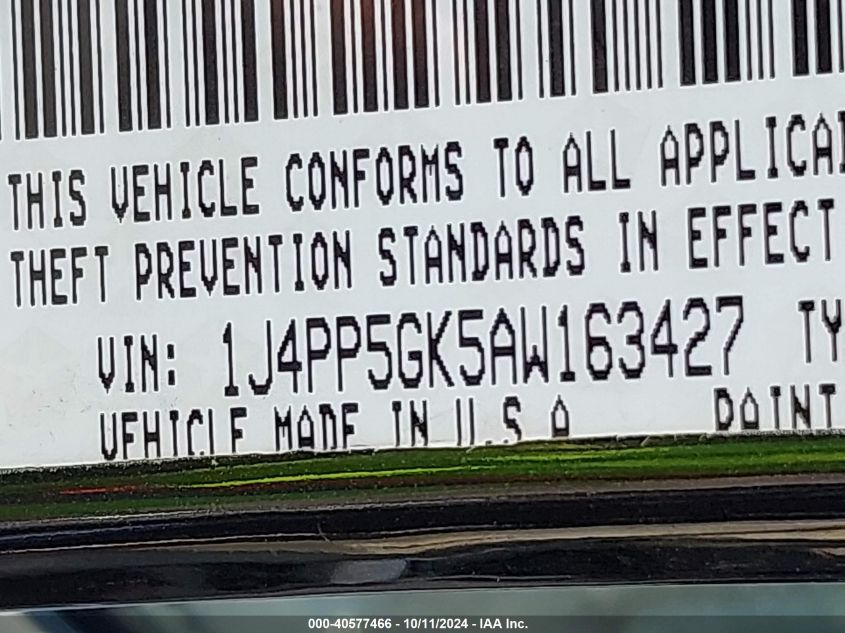 THIS VEHICLE CONFORMS TO ALL APPLICA
THEFT PREVENTION STANDARDS IN EFFECT
VIN: 1J4PP5GK5AW163427 TY
VEHICLE MADE IN U.S.A PAINT
000-40577466 - 10/11/2024 - IAA Inc.